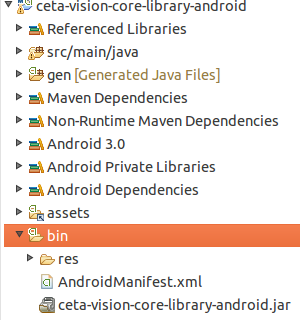 ceta-vision-core-library-android
Referenced Libraries
src/main/java
gen [Generated Java Files]
Maven Dependencies
Non-Runtime Maven Dependencies
Android 3.0
Android Private Libraries
Android Dependencies
assets
bin
res
AndroidManifest.xml
ceta-vision-core-library-android.jar